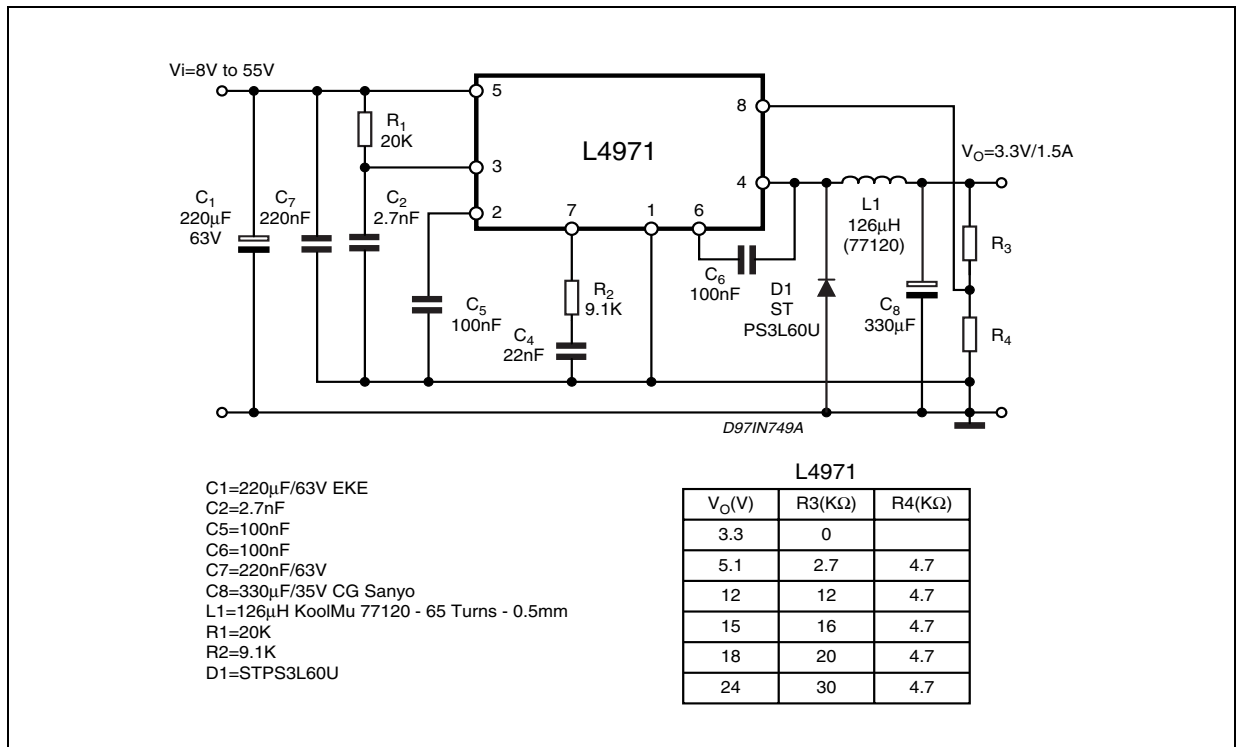 Vi=8V to 55V
5
8
R1
20K
L4971
VO=3.3V/1.5A
3
4
C1
220µF
63V
C7
220nF
C2
2.7nF
2
7
1
6
L1
126µH
(77120)
R3
C6
100nF
R2
9.1K
D1
ST
PS3L60U
C8
330µF
C5
100nF
C4
22nF
R4
D97IN749A
C1=220µF/63V EKE
C2=2.7nF
C5=100nF
C6=100nF
C7=220nF/63V
C8=330µF/35V CG Sanyo
L1=126µH KoolMu 77120 - 65 Turns - 0.5mm
R1=20K
R2=9.1K
D1=STPS3L60U
L4971
VO(V) R3(KΩ) R4(KΩ)
3.3 0
5.1 2.7 4.7
12 12 4.7
15 16 4.7
18 20 4.7
24 30 4.7